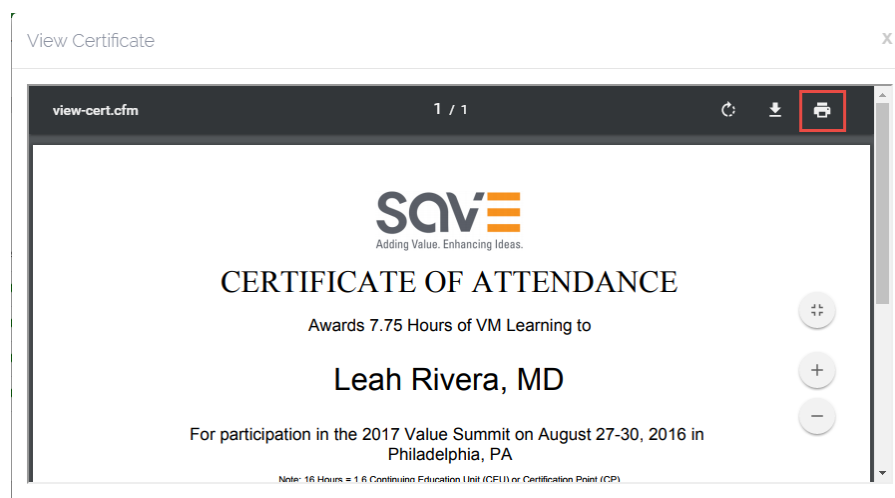 View Certificate
X
view-cert.cfm
1 / 1
SAVE
Adding Value. Enhancing Ideas.
CERTIFICATE OF ATTENDANCE
Awards 7.75 Hours of VM Learning to
Leah Rivera, MD
For participation in the 2017 Value Summit on August 27-30, 2016 in
Philadelphia, PA
Note: 16 Hours = 1.6 Continuing Education Unit (CEU) or Certification Point (CP)